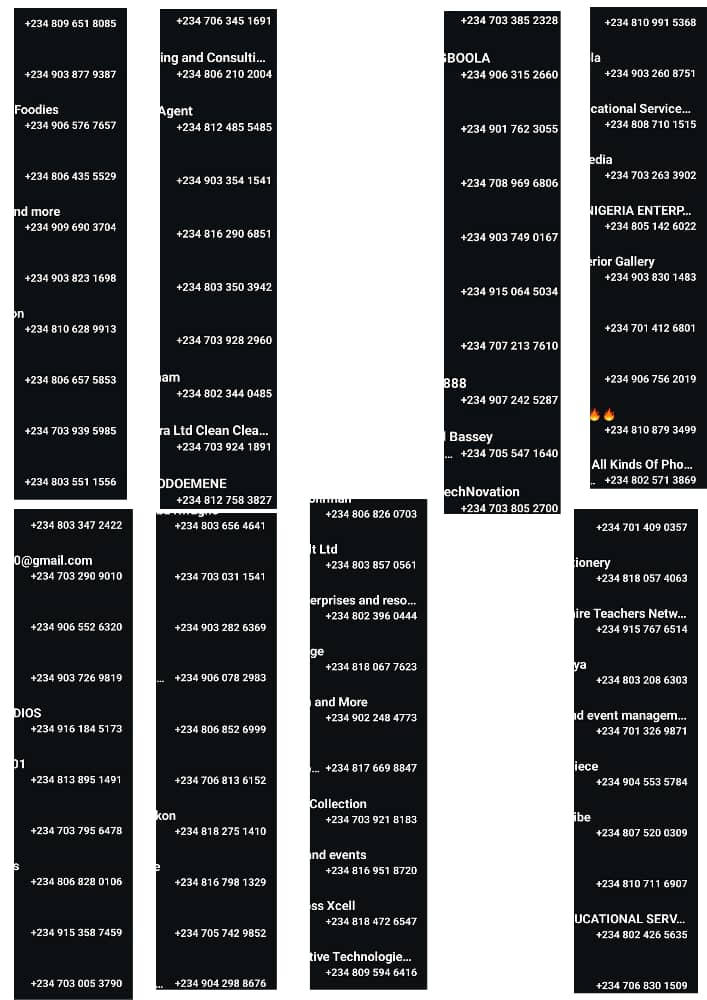 +234 809 651 8085
+234 903 877 9387
Foodies
+234 906 576 7657
+234 806 435 5529
nd more
+234 909 690 3704
+234 903 823 1698
on
+234 810 628 9913
+234 806 657 5853
+234 703 939 5985
+234 803 551 1556
+234 706 345 1691
ing and Consulti...
+234 806 210 2004
Agent
+234 812 485 5485
+234 903 354 1541
+234 816 290 6851
+234 803 350 3942
+234 703 928 2960
am
+234 802 344 0485
ra Ltd Clean Clea...
+234 703 924 1891
ODOEMENE
+234 812 758 3827
+234 703 385 2328
GBOOLA
+234 906 315 2660
+234 901 762 3055
+234 708 969 6806
+234 903 749 0167
+234 915 064 5034
+234 707 213 7610
888
+234 907 242 5287
l Bassey
... +234 705 547 1640
echNovation
+234 703 805 2700
+234 810 991 5368
la
+234 903 260 8751
cational Service...
+234 808 710 1515
edia
+234 703 263 3902
NIGERIA ENTERP...
+234 805 142 6022
erior Gallery
+234 903 830 1483
+234 701 412 6801
+234 906 756 2019
🔥🔥
+234 810 879 3499
All Kinds Of Pho...
... +234 802 571 3869
+234 803 347 2422
0@gmail.com
+234 703 290 9010
+234 906 552 6320
+234 903 726 9819
DIOS
+234 916 184 5173
01
+234 813 895 1491
+234 703 795 6478
s
+234 806 828 0106
+234 915 358 7459
+234 703 005 3790
+234 803 656 4641
+234 703 031 1541
+234 903 282 6369
... +234 906 078 2983
+234 806 852 6999
+234 706 813 6152
kon
+234 818 275 1410
e
+234 816 798 1329
+234 705 742 9852
... +234 904 298 8676
+234 806 826 0703
lt Ltd
+234 803 857 0561
erprises and reso...
+234 802 396 0444
ge
+234 818 067 7623
and More
+234 902 248 4773
... +234 817 669 8847
Collection
+234 703 921 8183
nd events
+234 816 951 8720
ss Xcell
+234 818 472 6547
tive Technologie...
+234 809 594 6416
+234 701 409 0357
ionery
+234 818 057 4063
ire Teachers Netw...
+234 915 767 6514
ya
+234 803 208 6303
d event managem...
+234 701 326 9871
iece
+234 904 553 5784
ibe
+234 807 520 0309
+234 810 711 6907
UCATIONAL SERV...
+234 802 426 5635
+234 706 830 1509